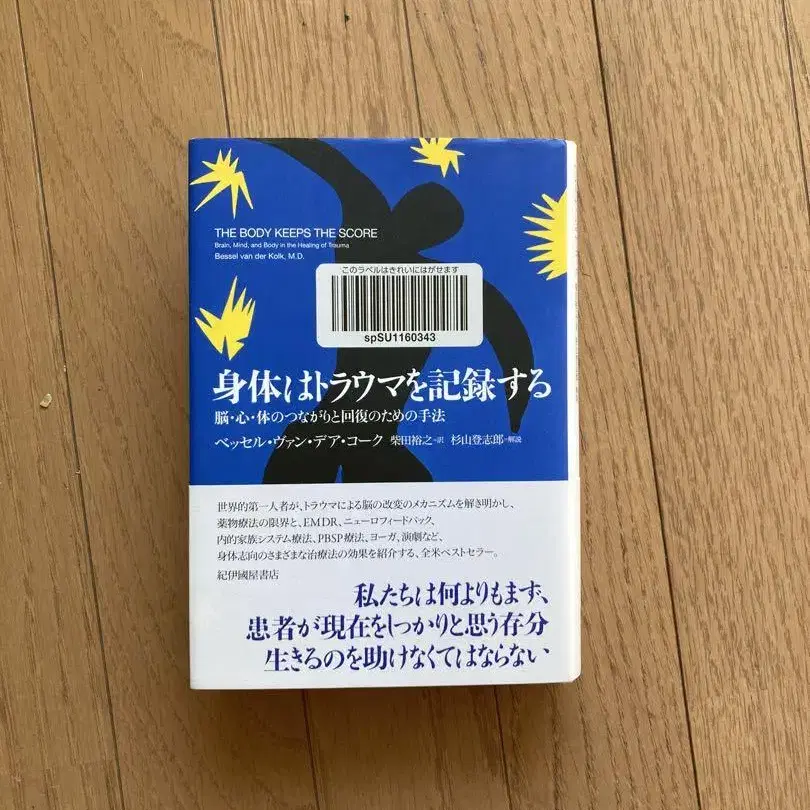 THE BODY KEEPS THE SCORE
Brain, Mind, and Body in the Healing of Trauma
Bessel van der Kolk, M.D.
このラベルはきれいにはがせます
spSU1160343
身体はトラウマを記録する
脳・心・体のつながりと回復のための手法
ベッセル・ヴァン・デア・コーク 柴田裕之–訳 杉山登志郎–解説
世界的第一人者が、トラウマによる脳の改変のメカニズムを解き明かし、
薬物療法の限界と、EMDR、ニューロフィードバック、
内的家族システム療法、PBSP療法、ヨーガ、演劇など、
身体志向のさまざまな治療法の効果を紹介する、全米ベストセラー。
紀伊國屋書店
私たちは何よりもまず、
患者が現在をしっかりと思う存分
生きるのを助けなくてはならない